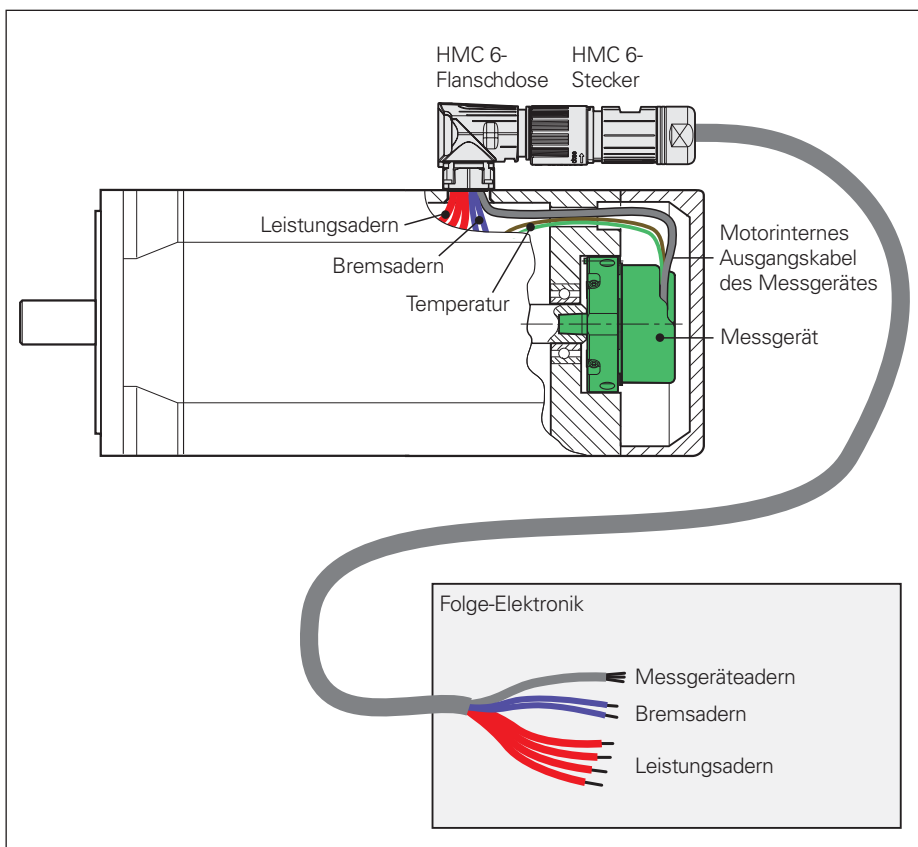 HMC 6-
Flanschdose
HMC 6-
Stecker
Leistungsadern
Bremsadern
Temperatur
Motorinternes
Ausgangskabel
des Messgerätes
Messgerät
Folge-Elektronik
Messgeräteadern
Bremsadern
Leistungsadern